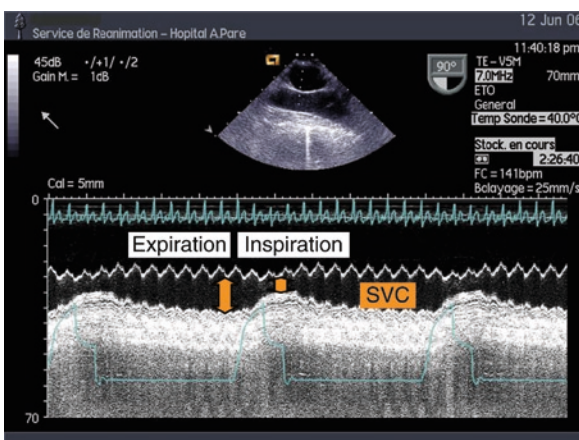 12 Jun 06
Service de Reanimation - Hopital A.Pare
11:40:18 pm
45dB •/+1/ •/2
Gain M. = 1dB
90°
TE - V5M
7.0MHz 70mm
ETO
General
Temp Sonde = 40.0°C
Stock. en cours
2:26:40
FC = 141bpm
Balayage = 25mm/s
Cal = 5mm
0
Expiration
Inspiration
SVC
70